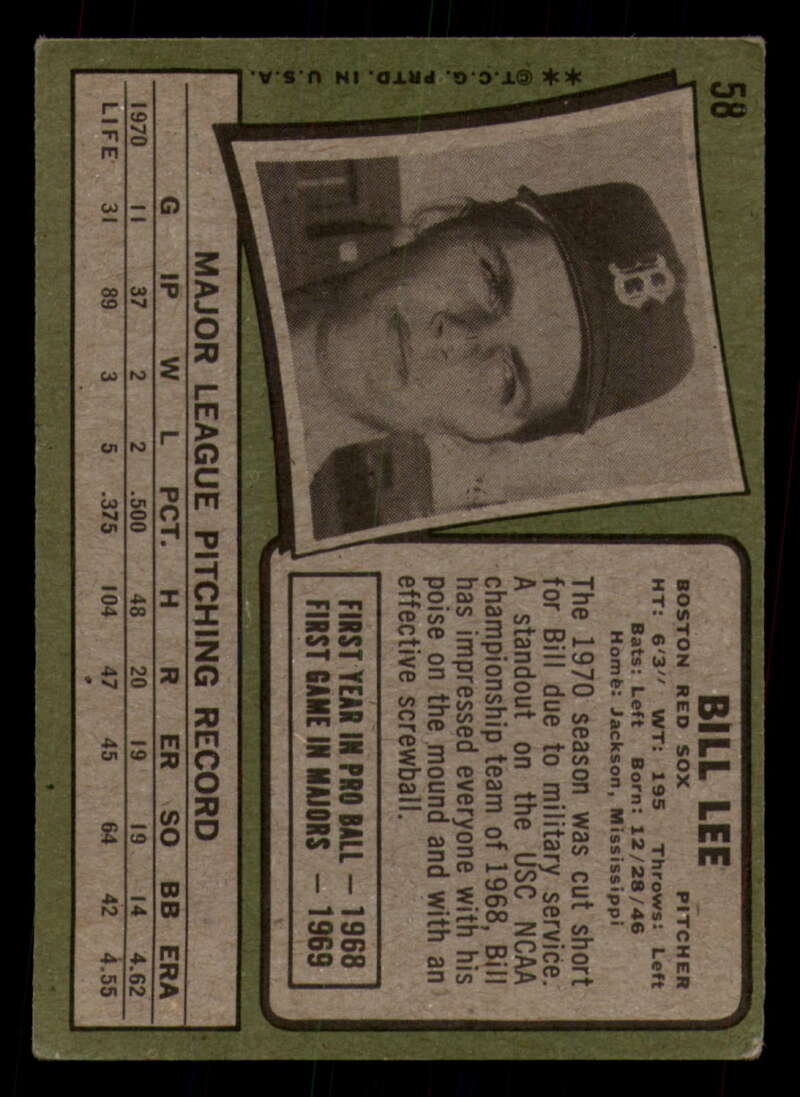 58
BILL LEE
BOSTON RED SOX PITCHER
HT: 6'3" WT: 195 Throws: Left
Bats: Left Born: 12/28/46
Home: Jackson, Mississippi
The 1970 season was cut short
for Bill due to military service.
A standout on the USC NCAA
championship team of 1968, Bill
has impressed everyone with his
poise on the mound and with an
effective screwball.
FIRST YEAR IN PRO BALL — 1968
FIRST GAME IN MAJORS — 1969
B
**©T.C.G. PRTD. IN U.S.A.
MAJOR LEAGUE PITCHING RECORD
G IP W L PCT. H R ER SO BB ERA
1970 11 37 2 2 .500 48 20 19 19 14 4.62
LIFE 31 89 3 5 .375 104 47 45 64 42 4.55